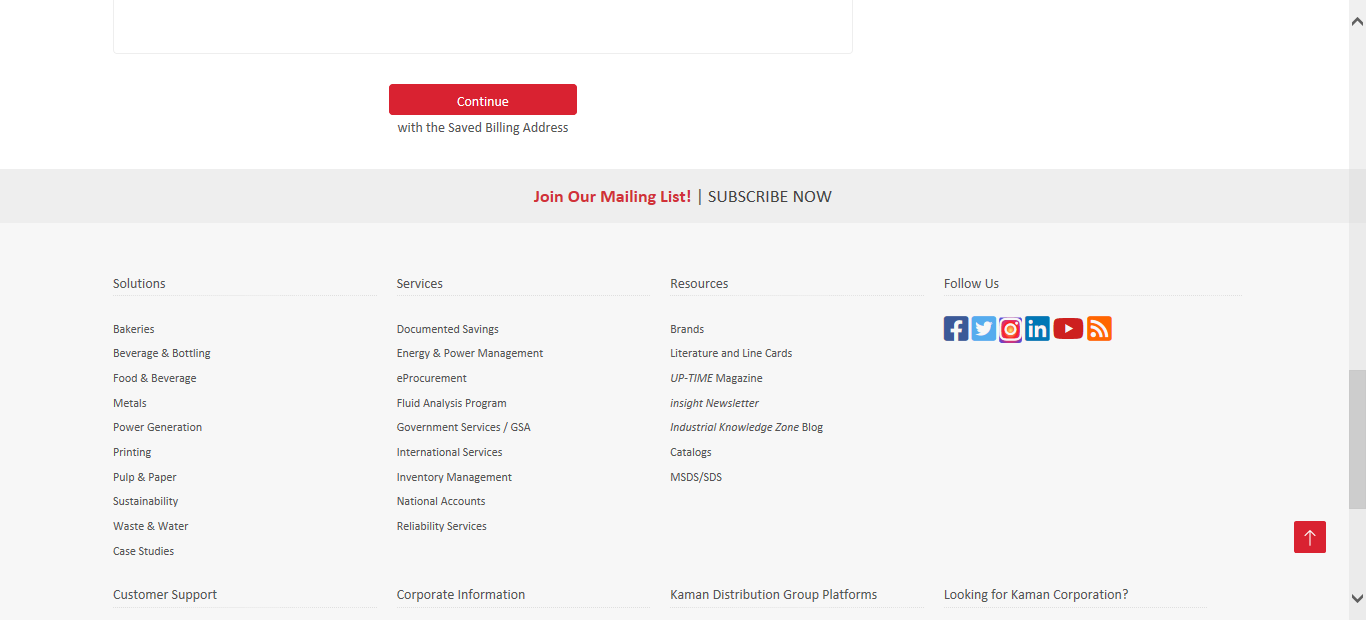 Continue
with the Saved Billing Address
Join Our Mailing List! | SUBSCRIBE NOW
Solutions
Bakeries
Beverage & Bottling
Food & Beverage
Metals
Power Generation
Printing
Pulp & Paper
Sustainability
Waste & Water
Case Studies
Services
Documented Savings
Energy & Power Management
eProcurement
Fluid Analysis Program
Government Services / GSA
International Services
Inventory Management
National Accounts
Reliability Services
Resources
Brands
Literature and Line Cards
UP-TIME Magazine
insight Newsletter
Industrial Knowledge Zone Blog
Catalogs
MSDS/SDS
Follow Us
Customer Support
Corporate Information
Kaman Distribution Group Platforms
Looking for Kaman Corporation?